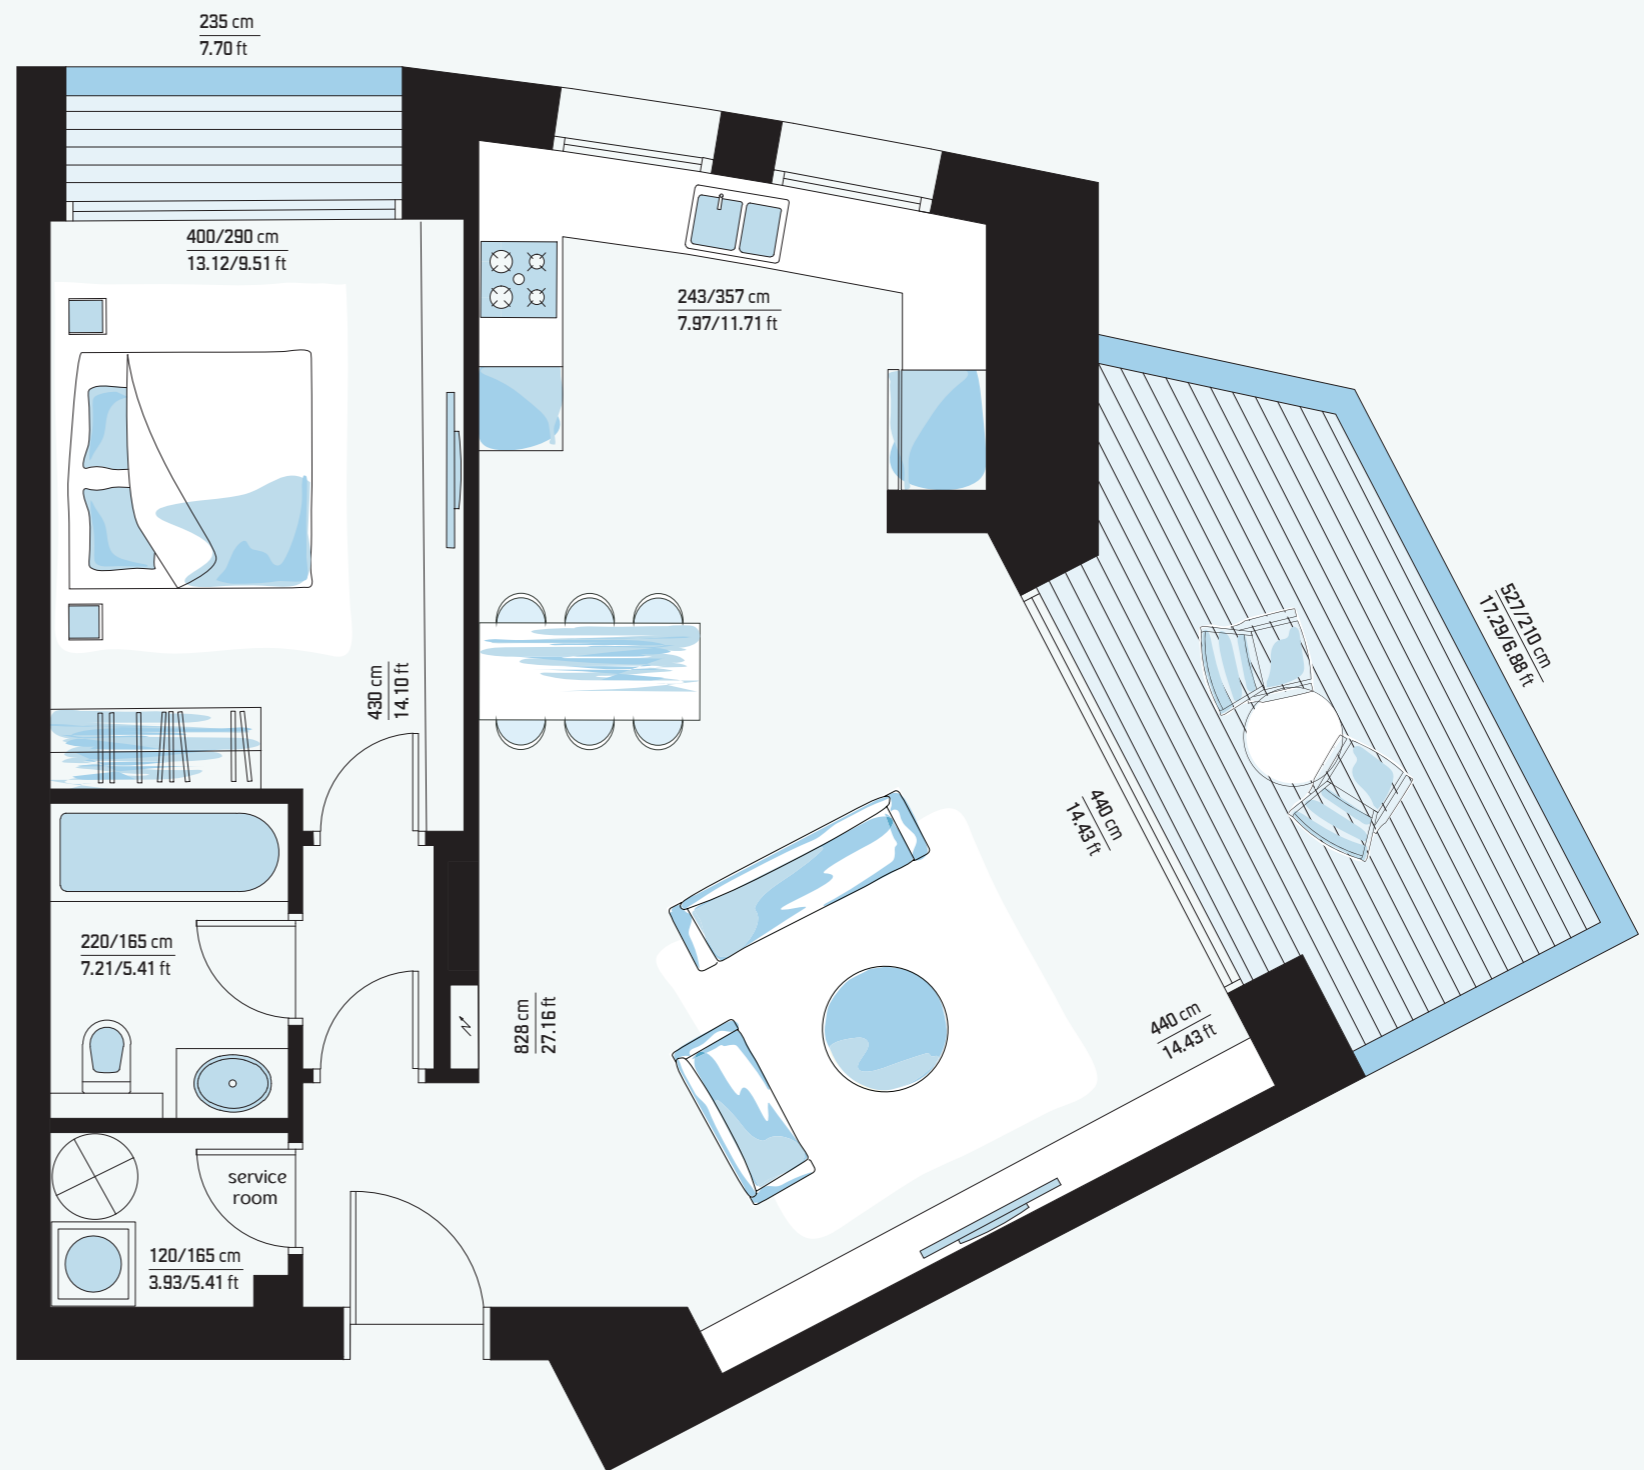 235 cm
7.70 ft
400/290 cm
13.12/9.51 ft
243/357 cm
7.97/11.71 ft
527/210 cm
17.29/6.88 ft
430 cm
14.10 ft
440 cm
14.43 ft
220/165 cm
7.21/5.41 ft
828 cm
27.16 ft
440 cm
14.43 ft
service
room
120/165 cm
3.93/5.41 ft